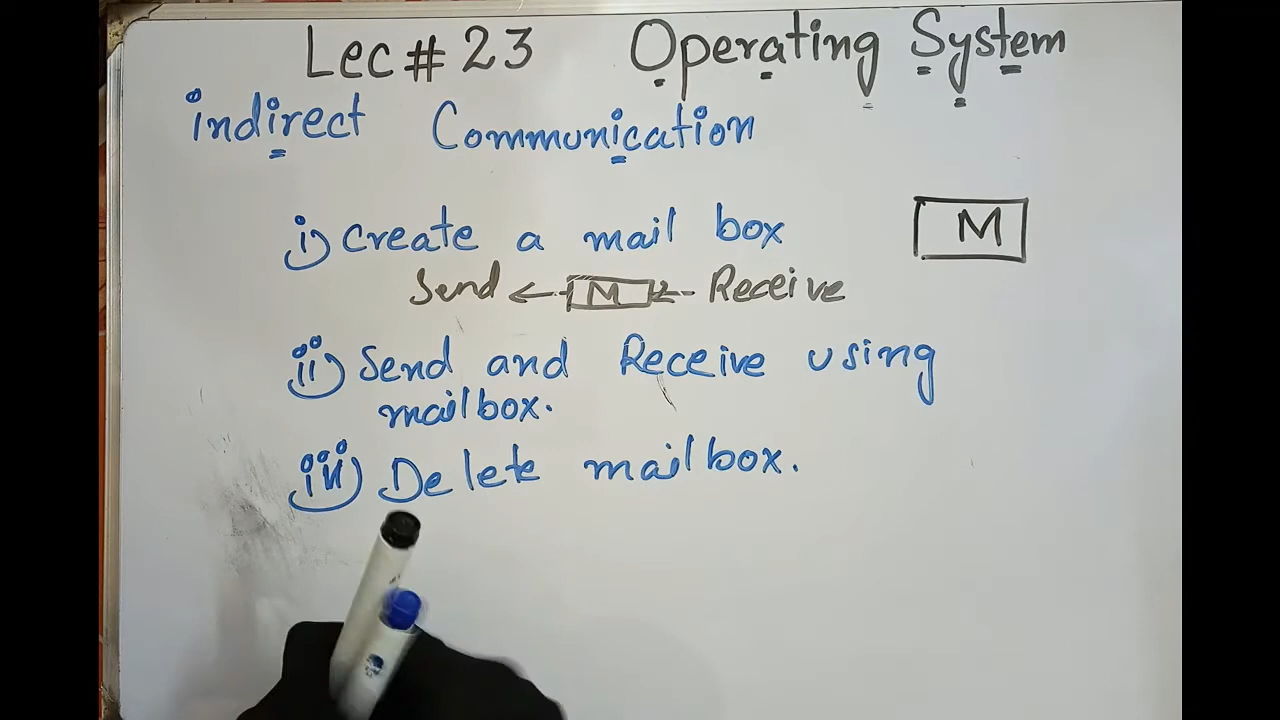 Lec # 23 Operating System
indirect Communication
i) create a mail box M
Send ← M ← Receive
ii) Send and Receive using
mailbox.
iii) Delete mailbox.